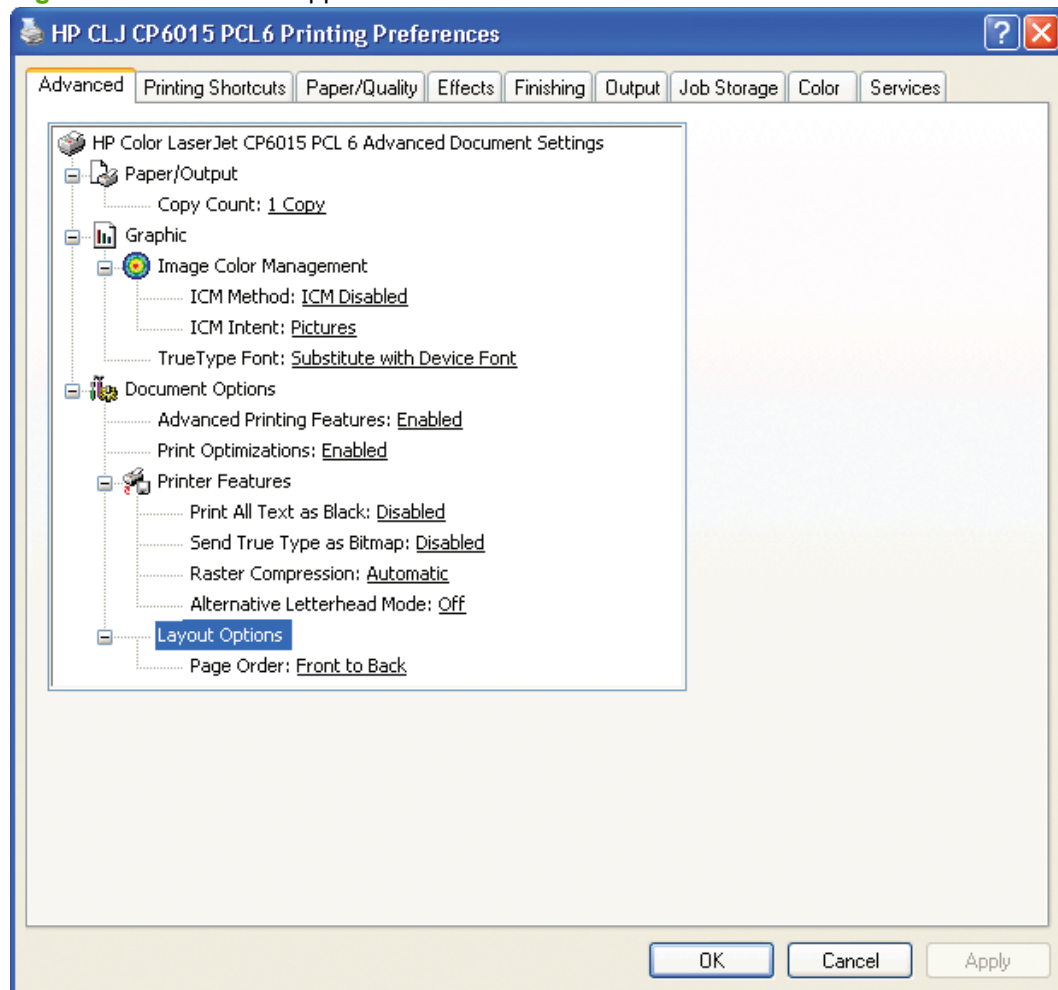 HP CLJ CP6015 PCL6 Printing Preferences
Advanced Printing Shortcuts Paper/Quality Effects Finishing Output Job Storage Color Services
HP Color LaserJet CP6015 PCL 6 Advanced Document Settings
Paper/Output
Copy Count: 1 Copy
Graphic
Image Color Management
ICM Method: ICM Disabled
ICM Intent: Pictures
TrueType Font: Substitute with Device Font
Document Options
Advanced Printing Features: Enabled
Print Optimizations: Enabled
Printer Features
Print All Text as Black: Disabled
Send True Type as Bitmap: Disabled
Raster Compression: Automatic
Alternative Letterhead Mode: Off
Layout Options
Page Order: Front to Back
OK Cancel Apply